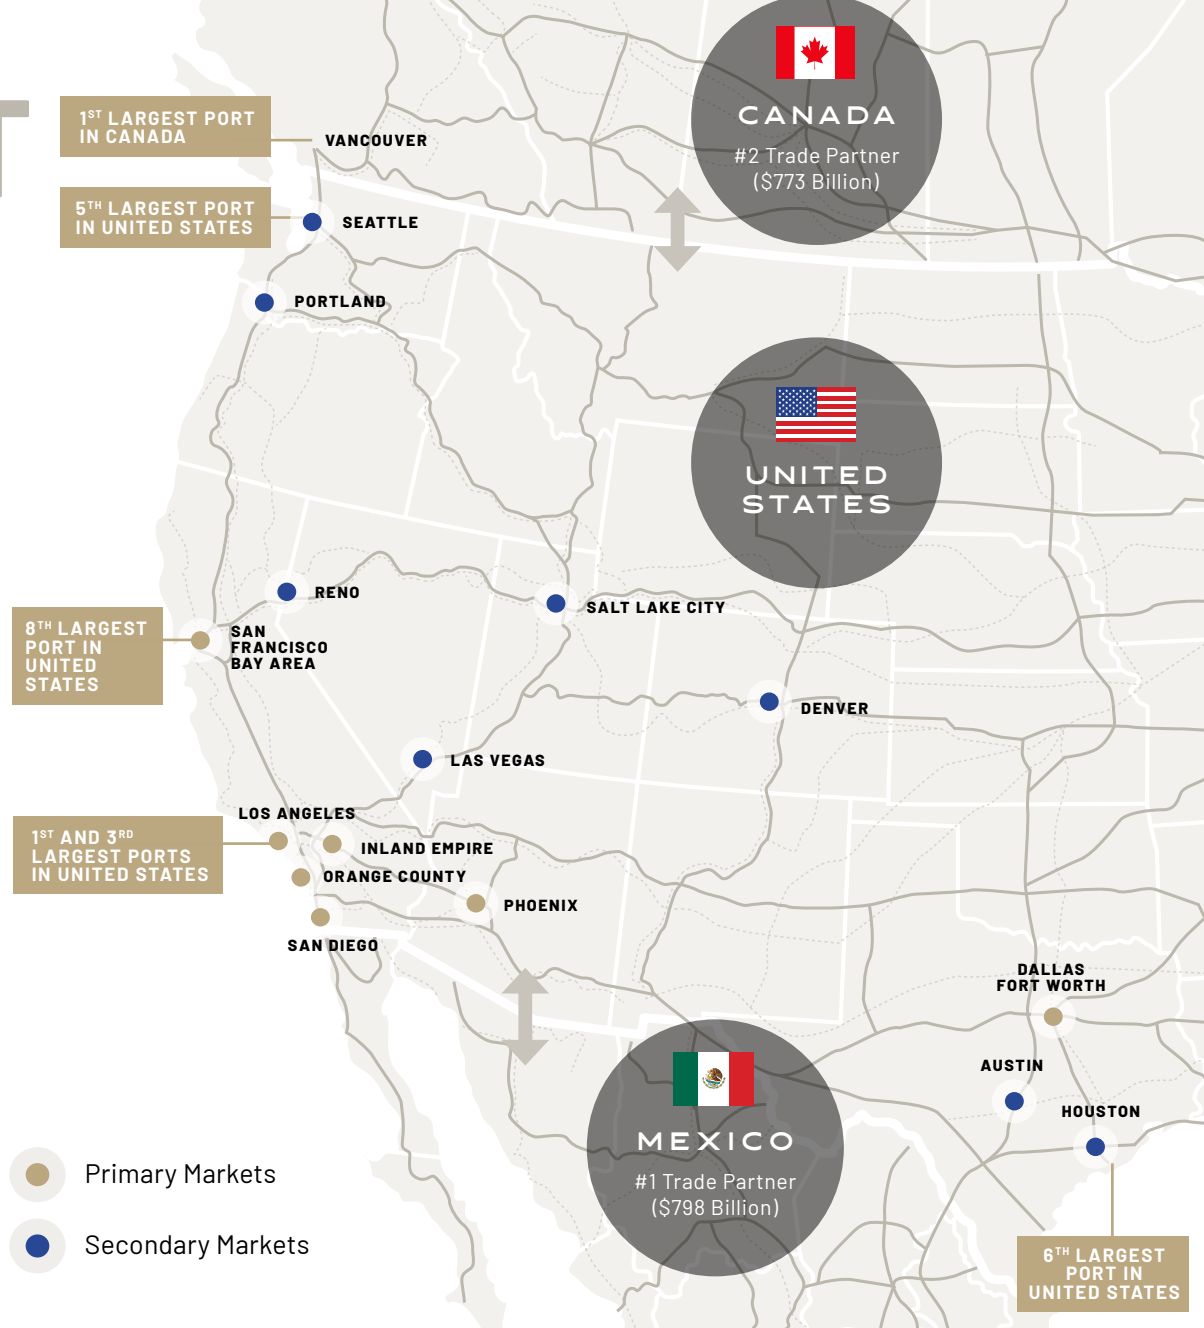 CANADA
#2 Trade Partner
($773 Billion)
1ST LARGEST PORT
IN CANADA
VANCOUVER
5TH LARGEST PORT
IN UNITED STATES
SEATTLE
PORTLAND
UNITED
STATES
RENO
SALT LAKE CITY
8TH LARGEST
PORT IN
UNITED
STATES
SAN
FRANCISCO
BAY AREA
DENVER
LAS VEGAS
LOS ANGELES
1ST AND 3RD
LARGEST PORTS
IN UNITED STATES
INLAND EMPIRE
ORANGE COUNTY
PHOENIX
SAN DIEGO
DALLAS
FORT WORTH
AUSTIN
HOUSTON
MEXICO
#1 Trade Partner
($798 Billion)
Primary Markets
Secondary Markets
6TH LARGEST
PORT IN
UNITED STATES